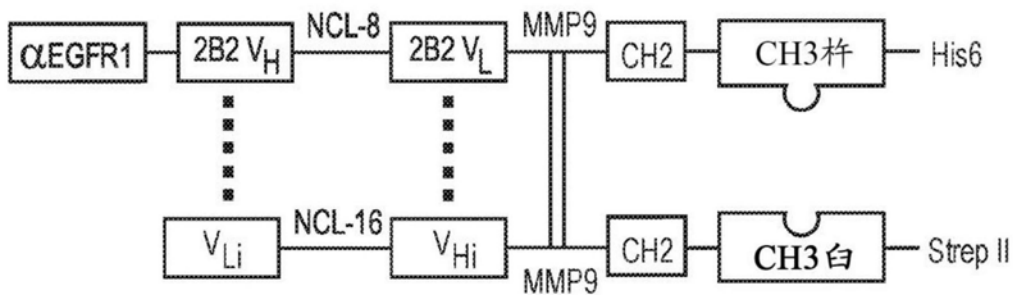 αEGFR1 2B2 VH NCL-8 2B2 VL MMP9 CH2 CH3杵 His6
VLi NCL-16 VHi MMP9 CH2 CH3臼 Strep II